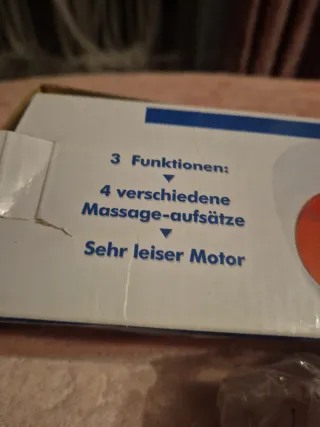 3 Funktionen:
4 verschiedene
Massage-aufsätze
Sehr leiser Motor